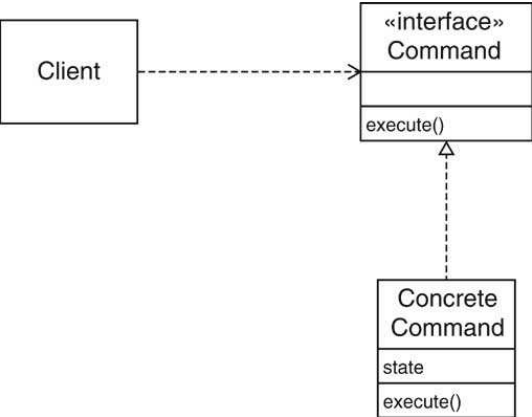 Client
«interface»
Command
execute()
Concrete
Command
state
execute()